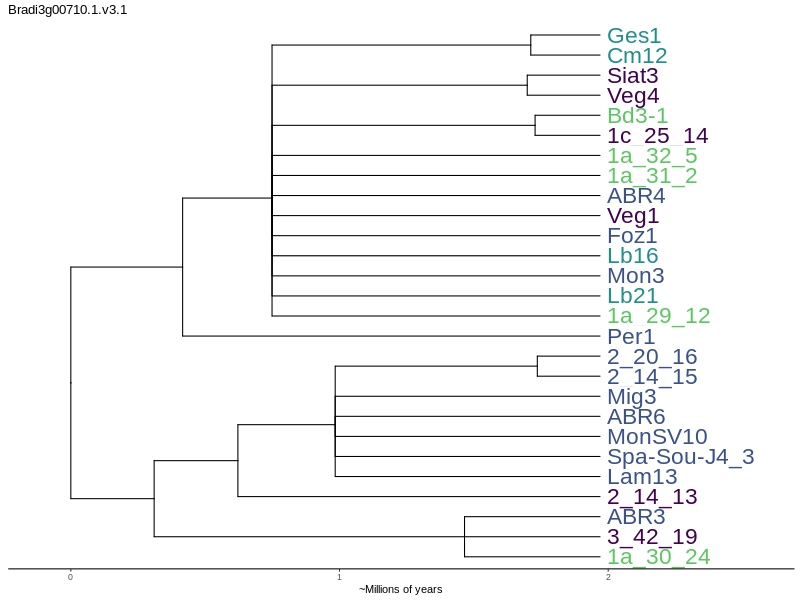 Bradi3g00710.1.v3.1
Ges1
Cm12
Siat3
Veg4
Bd3-1
1c_25_14
1a_32_5
1a_31_2
ABR4
Veg1
Foz1
Lb16
Mon3
Lb21
1a_29_12
Per1
2_20_16
2_14_15
Mig3
ABR6
MonSV10
Spa-Sou-J4_3
Lam13
2_14_13
ABR3
3_42_19
1a_30_24
0 1 2
~Millions of years